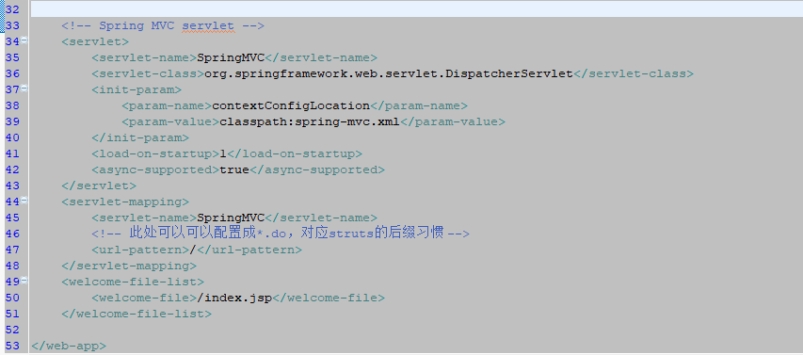 32
33 <!-- Spring MVC servlet -->
34 <servlet>
35 <servlet-name>SpringMVC</servlet-name>
36 <servlet-class>org.springframework.web.servlet.DispatcherServlet</servlet-class>
37 <init-param>
38 <param-name>contextConfigLocation</param-name>
39 <param-value>classpath:spring-mvc.xml</param-value>
40 </init-param>
41 <load-on-startup>1</load-on-startup>
42 <async-supported>true</async-supported>
43 </servlet>
44 <servlet-mapping>
45 <servlet-name>SpringMVC</servlet-name>
46 <!-- 此处可以可以配置成*.do，对应struts的后缀习惯 -->
47 <url-pattern>/</url-pattern>
48 </servlet-mapping>
49 <welcome-file-list>
50 <welcome-file>/index.jsp</welcome-file>
51 </welcome-file-list>
52
53 </web-app>